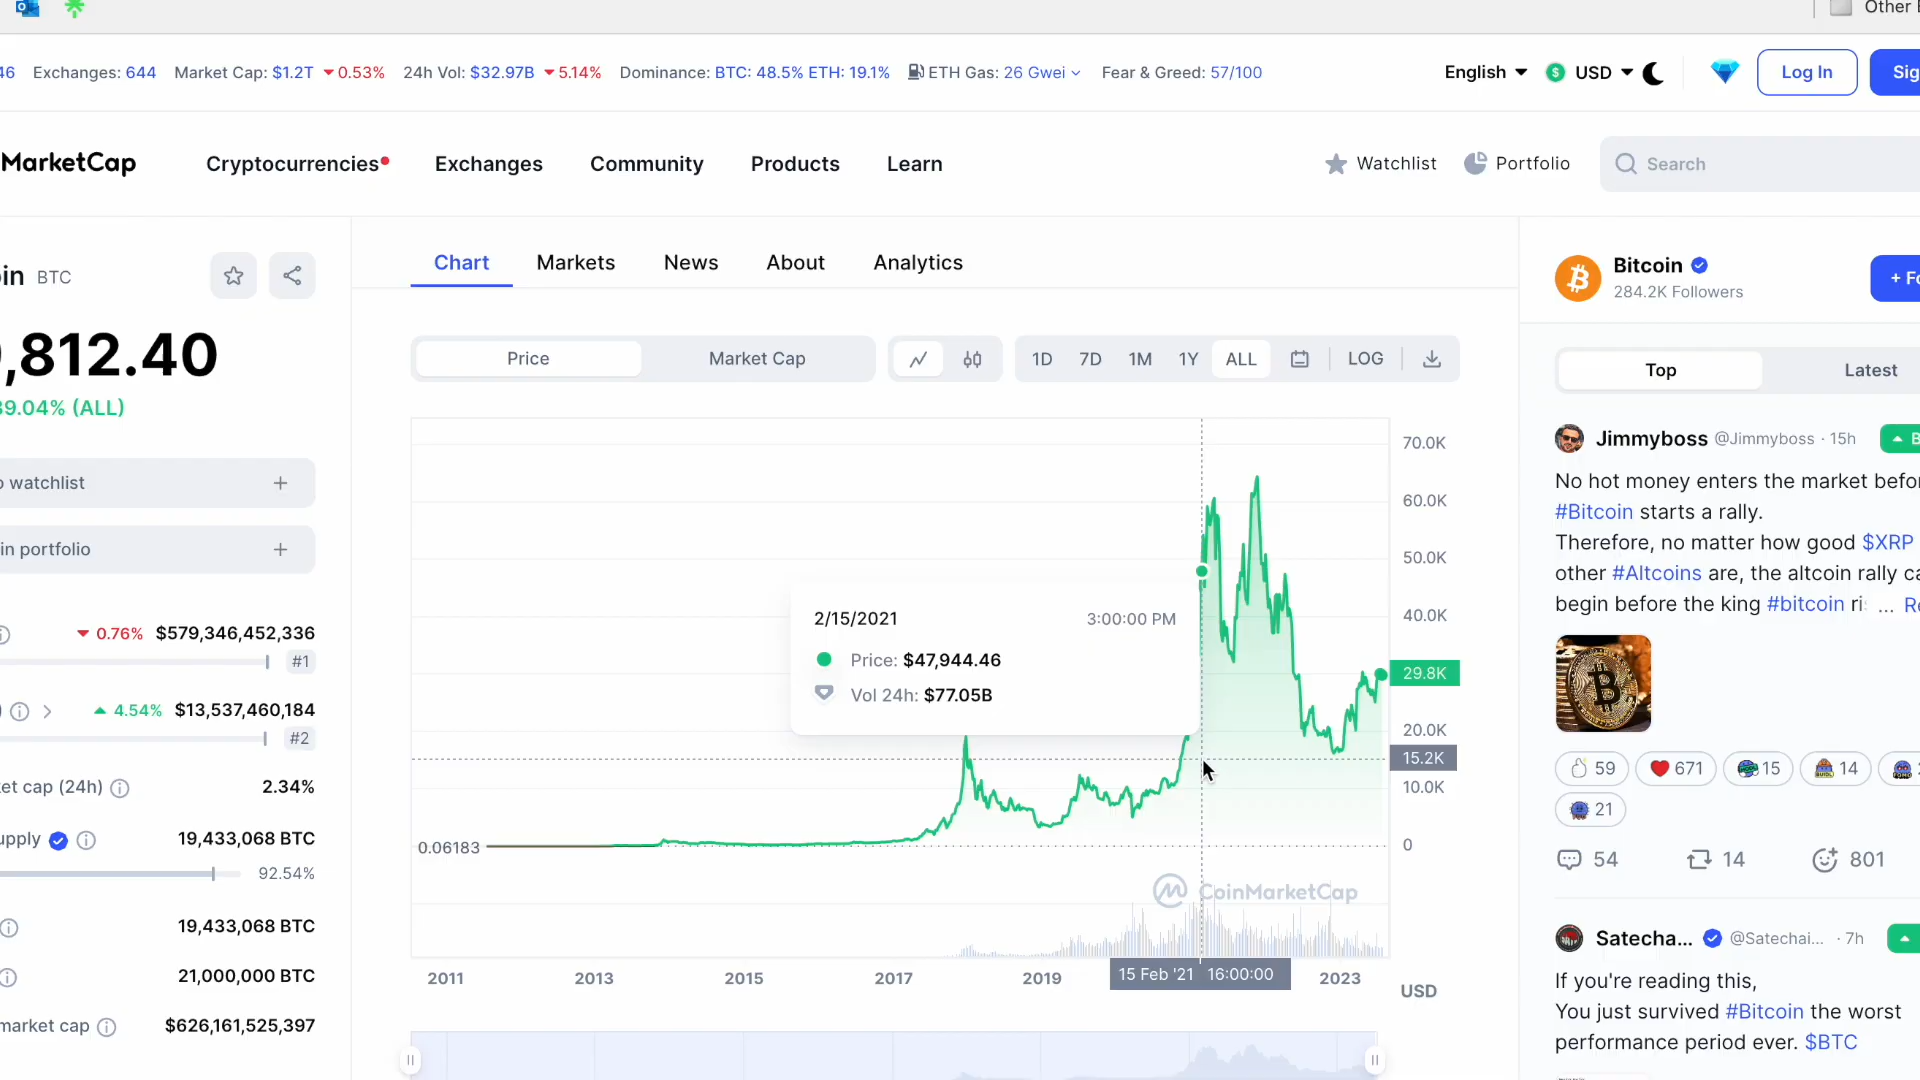 Other
46 Exchanges: 644 Market Cap: $1.2T 0.53% 24h Vol: $32.97B 5.14% Dominance: BTC: 48.5% ETH: 19.1% ETH Gas: 26 Gwei Fear & Greed: 57/100
English USD Log In Sig
MarketCap Cryptocurrencies Exchanges Community Products Learn Watchlist Portfolio Search
in BTC
,812.40
39.04% (ALL)
o watchlist +
in portfolio +
0.76% $579,346,452,336
#1
4.54% $13,537,460,184
#2
et cap (24h) 2.34%
upply 19,433,068 BTC
92.54%
19,433,068 BTC
21,000,000 BTC
market cap $626,161,525,397
Chart Markets News About Analytics
Price Market Cap 1D 7D 1M 1Y ALL LOG
70.0K
60.0K
50.0K
40.0K
29.8K
20.0K
15.2K
10.0K
0
2/15/2021 3:00:00 PM
Price: $47,944.46
Vol 24h: $77.05B
0.06183
CoinMarketCap
2011 2013 2015 2017 2019 15 Feb '21 16:00:00 2023
USD
Bitcoin
284.2K Followers
+ Fo
Top Latest
Jimmyboss @Jimmyboss · 15h B
No hot money enters the market befor
#Bitcoin starts a rally.
Therefore, no matter how good $XRP
other #Altcoins are, the altcoin rally ca
begin before the king #bitcoin ri ... Re
59 671 15 14
21
54 14 801
Satecha... @Satechai... · 7h
If you're reading this,
You just survived #Bitcoin the worst
performance period ever. $BTC